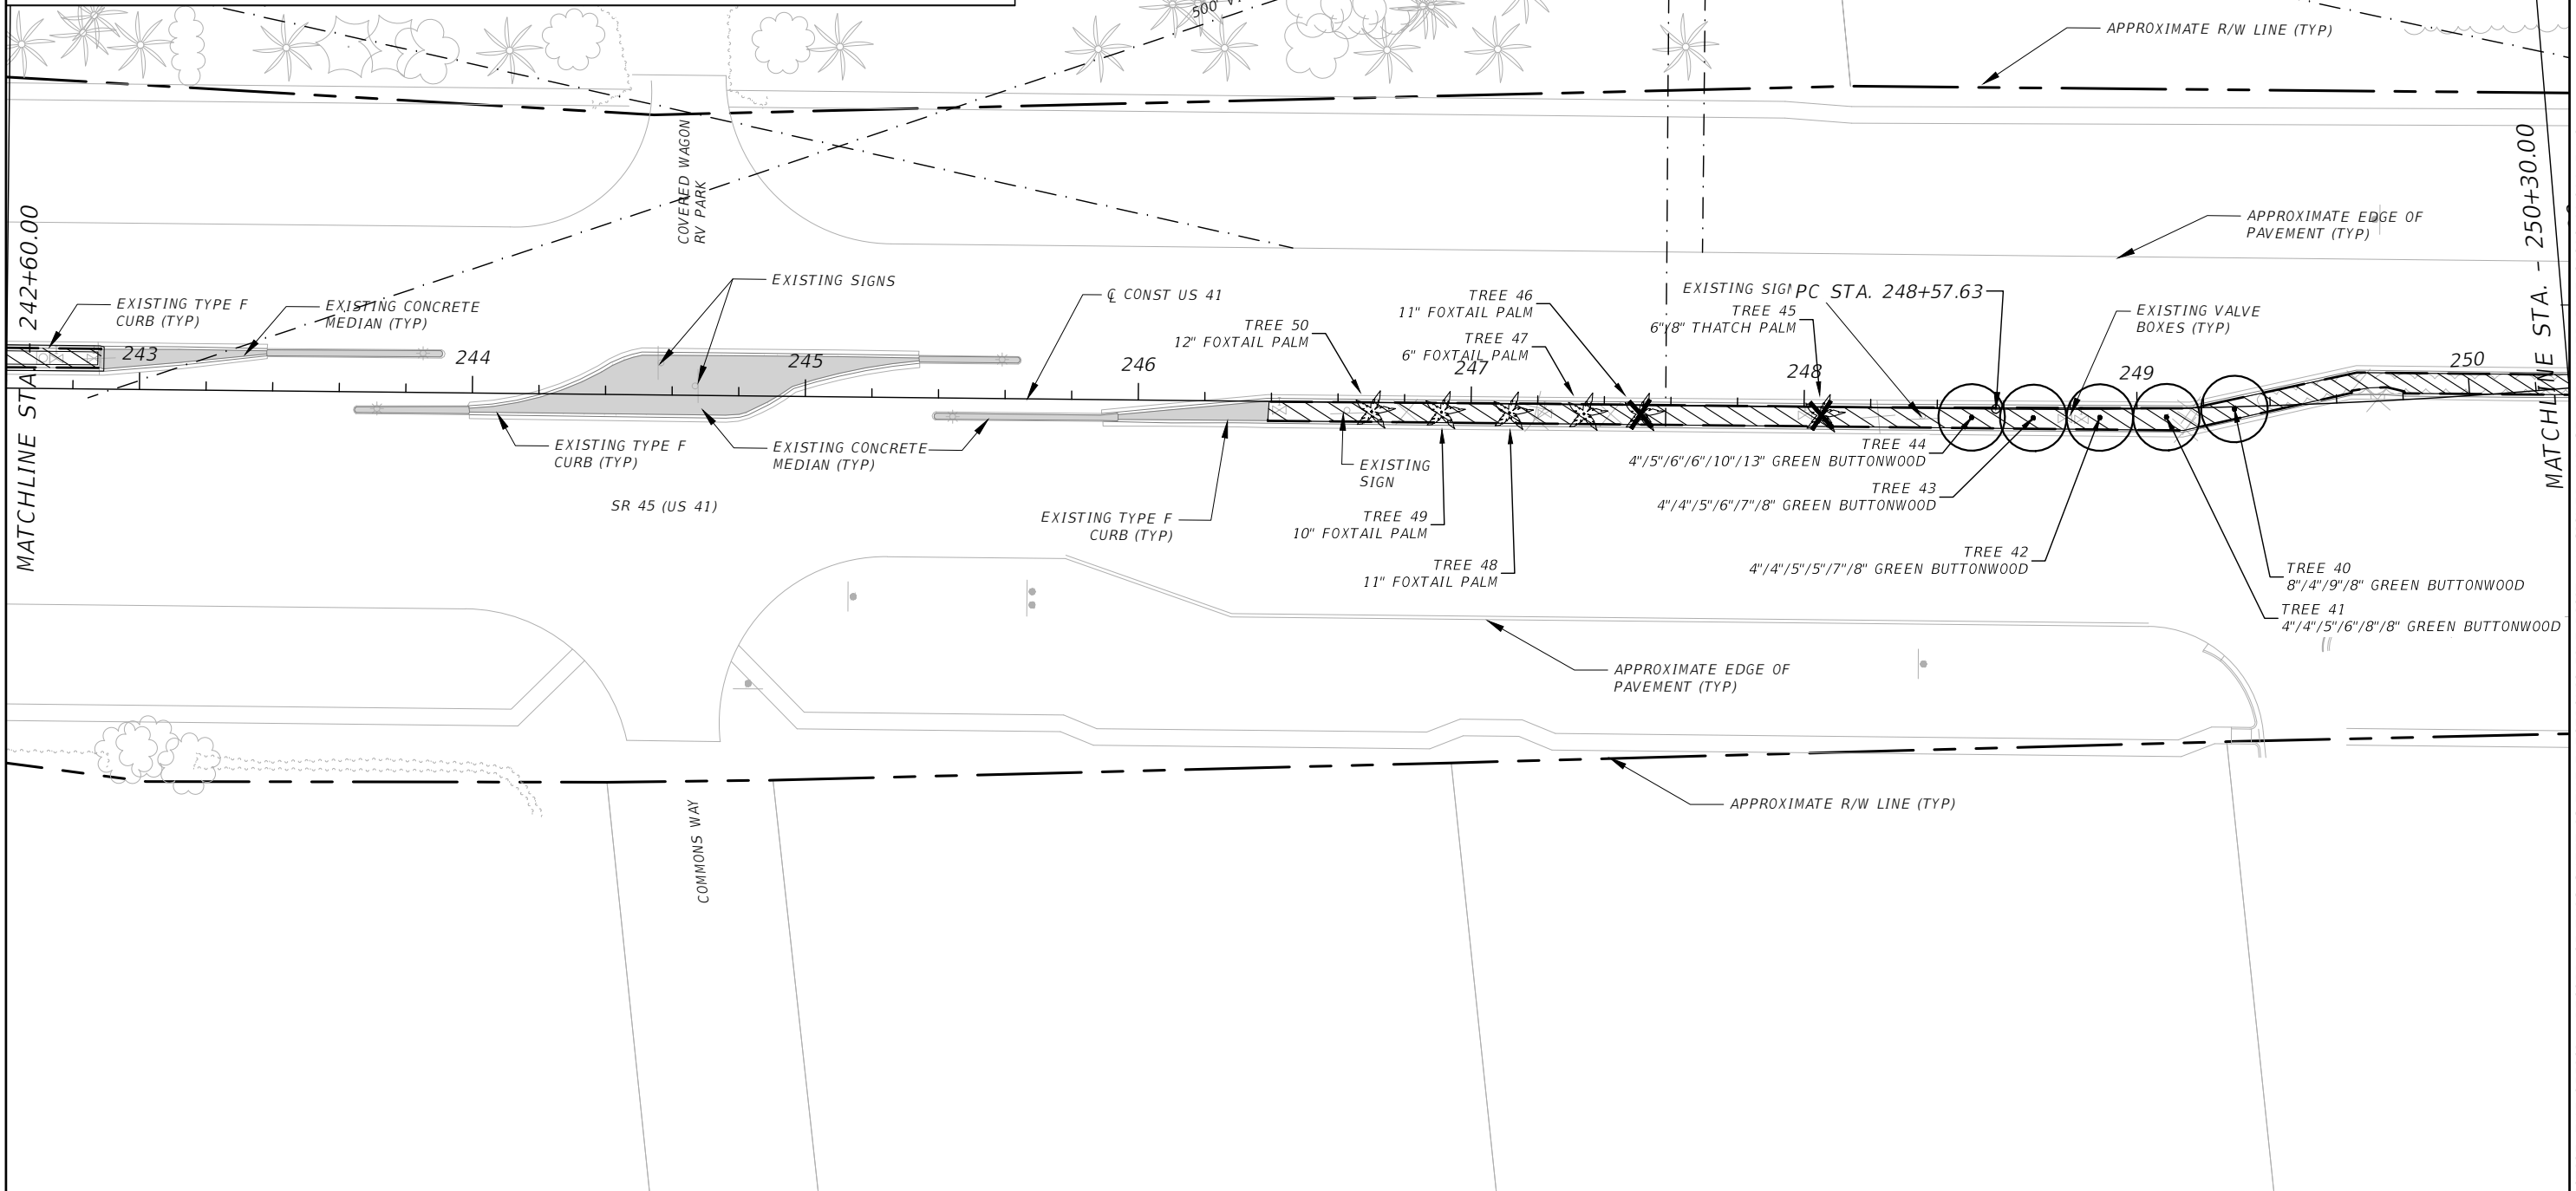 500 Y
APPROXIMATE R/W LINE (TYP)
COVERED WAGON
RV PARK
APPROXIMATE EDGE OF
PAVEMENT (TYP)
MATCHLINE STA. 242+60.00
MATCHLINE STA. - 250+30.00
EXISTING TYPE F
CURB (TYP)
EXISTING CONCRETE
MEDIAN (TYP)
EXISTING SIGNS
℄ CONST US 41
TREE 50
12" FOXTAIL PALM
TREE 46
11" FOXTAIL PALM
TREE 47
6" FOXTAIL PALM
EXISTING SIGN
PC STA. 248+57.63
TREE 45
6"/8" THATCH PALM
EXISTING VALVE
BOXES (TYP)
243
244
245
246
247
248
249
250
EXISTING TYPE F
CURB (TYP)
EXISTING CONCRETE
MEDIAN (TYP)
SR 45 (US 41)
EXISTING TYPE F
CURB (TYP)
EXISTING
SIGN
TREE 49
10" FOXTAIL PALM
TREE 48
11" FOXTAIL PALM
TREE 44
4"/5"/6"/6"/10"/13" GREEN BUTTONWOOD
TREE 43
4"/4"/5"/6"/7"/8" GREEN BUTTONWOOD
TREE 42
4"/4"/5"/5"/7"/8" GREEN BUTTONWOOD
TREE 40
8"/4"/9"/8" GREEN BUTTONWOOD
TREE 41
4"/4"/5"/6"/8"/8" GREEN BUTTONWOOD
APPROXIMATE EDGE OF
PAVEMENT (TYP)
APPROXIMATE R/W LINE (TYP)
COMMONS WAY